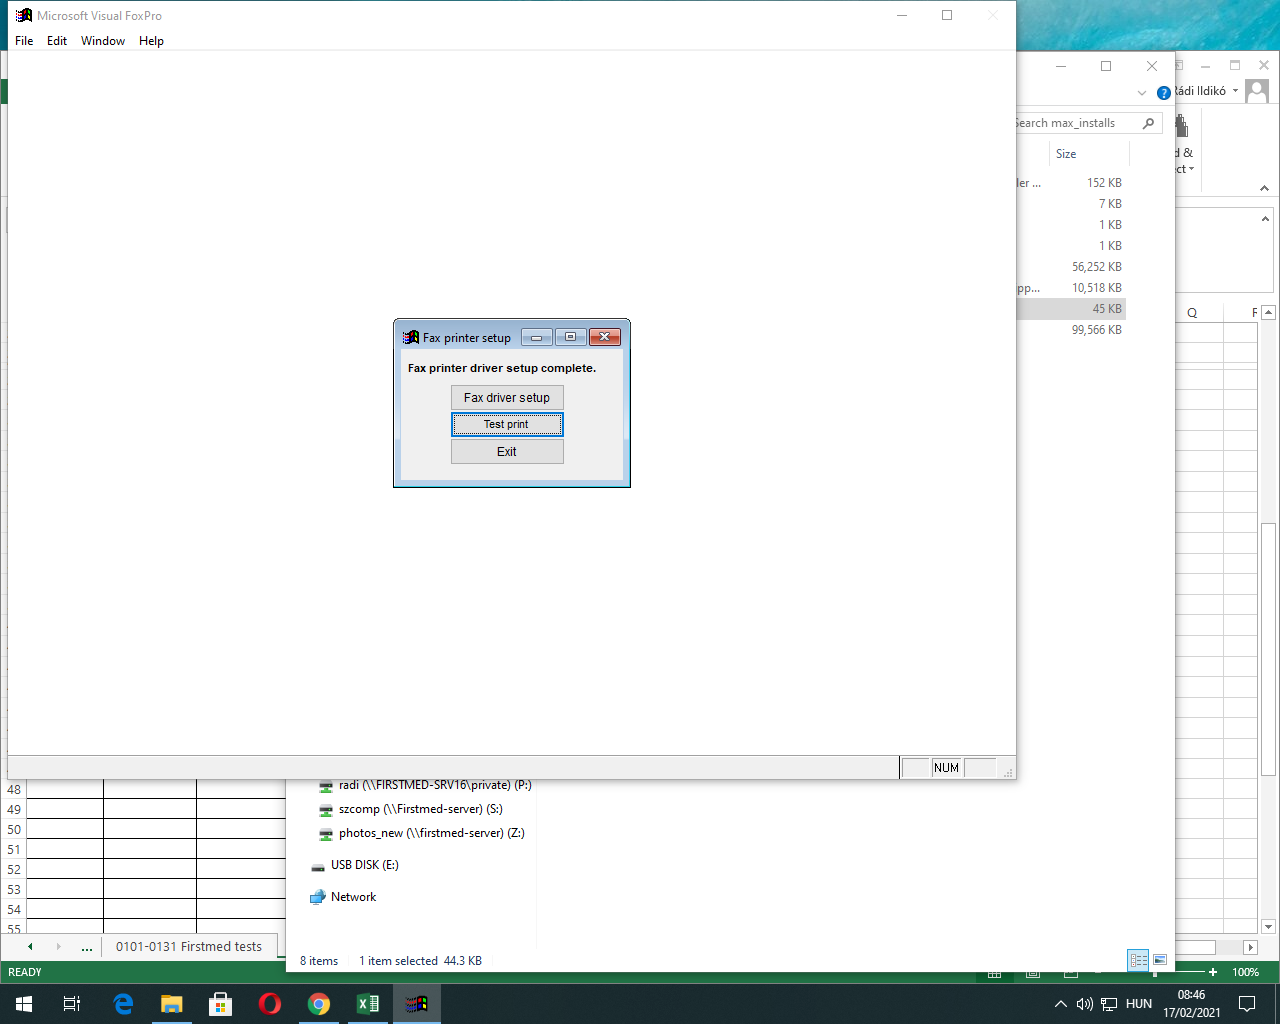 Microsoft Visual FoxPro
File Edit Window Help
Rádi Ildikó
Search max_installs
Size
d &
ct
ler ...
152 KB
7 KB
1 KB
1 KB
56,252 KB
pp...
10,518 KB
45 KB
99,566 KB
Q
Fax printer setup
Fax printer driver setup complete.
Fax driver setup
Test print
Exit
NUM
48
49
50
51
52
53
54
55
radi (\\FIRSTMED-SRV16\private) (P:)
szcomp (\\Firstmed-server) (S:)
photos_new (\\firstmed-server) (Z:)
USB DISK (E:)
Network
... 0101-0131 Firstmed tests
8 items 1 item selected 44.3 KB
READY
100%
HUN
08:46
17/02/2021